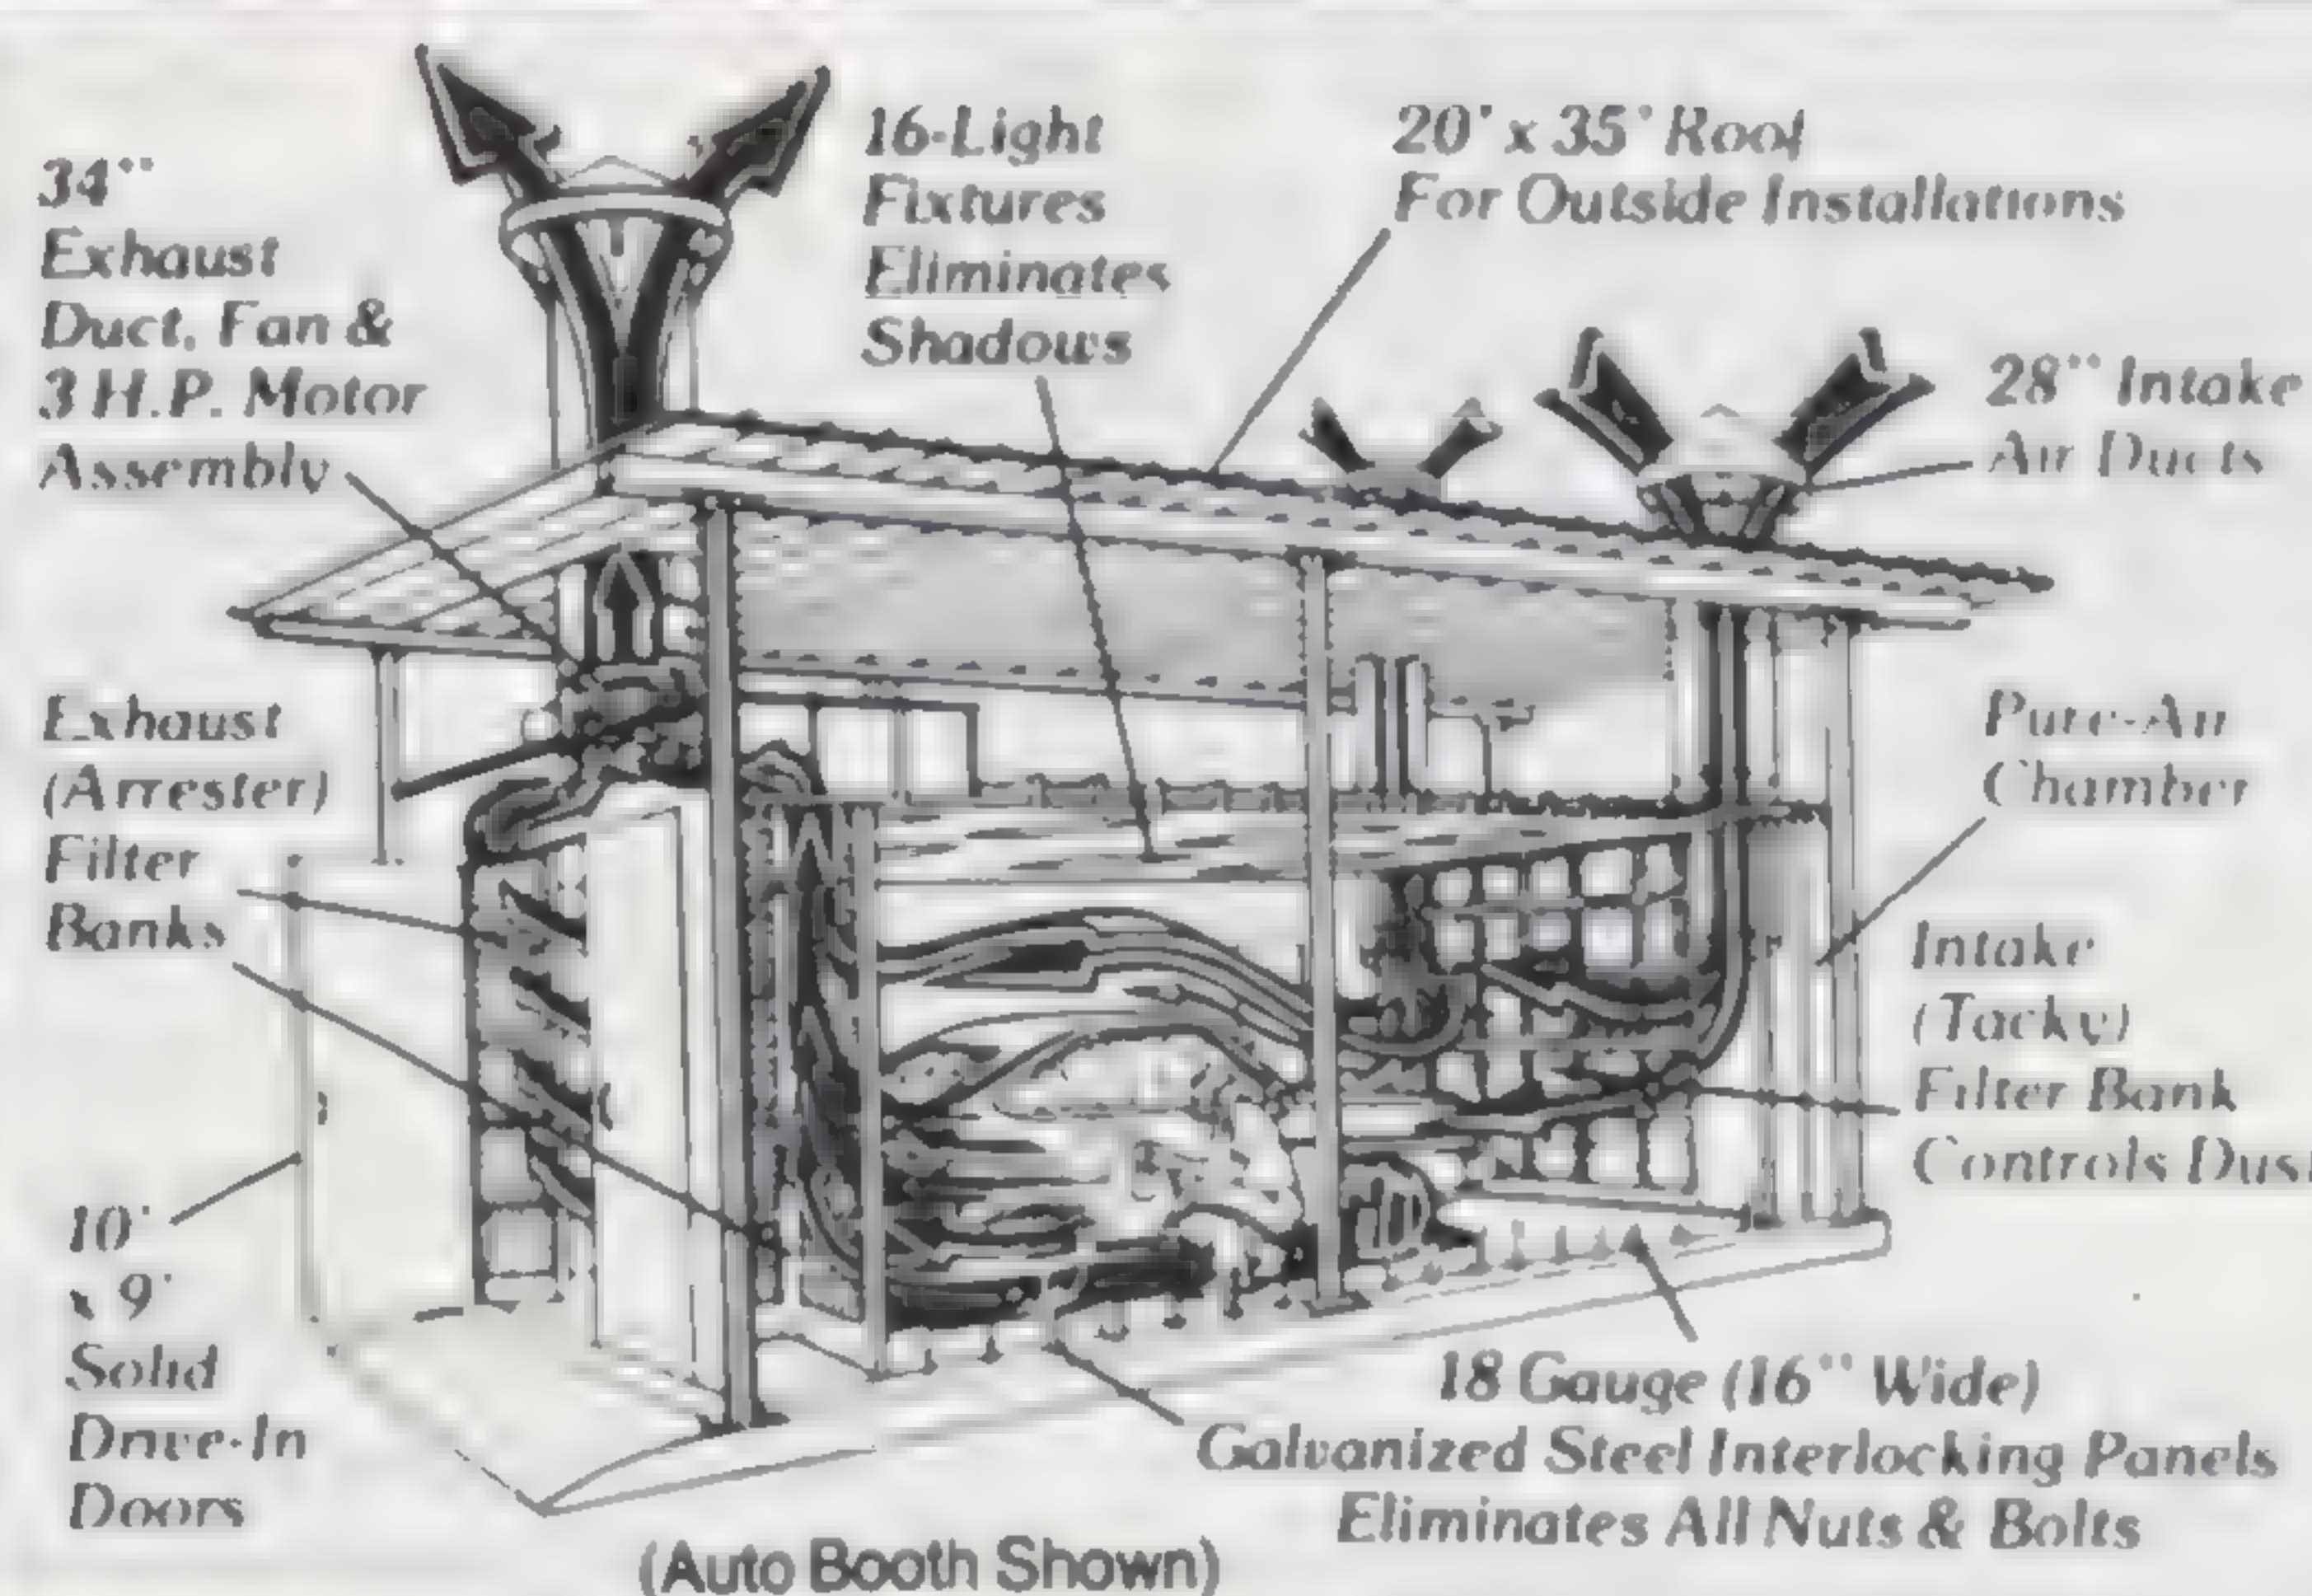 34"
Exhaust
Duct, Fan &
3 H.P. Motor
Assembly
16-Light
Fixtures
Eliminates
Shadows
20' x 35' Roof
For Outside Installations
28" Intake
Air Ducts
Exhaust
(Arrester)
Filter
Banks
Pure-Air
Chamber
Intake
(Tacky)
Filter Bank
Controls Dust
10'
x 9'
Solid
Drive-In
Doors
18 Gauge (16" Wide)
Galvanized Steel Interlocking Panels
Eliminates All Nuts & Bolts
(Auto Booth Shown)